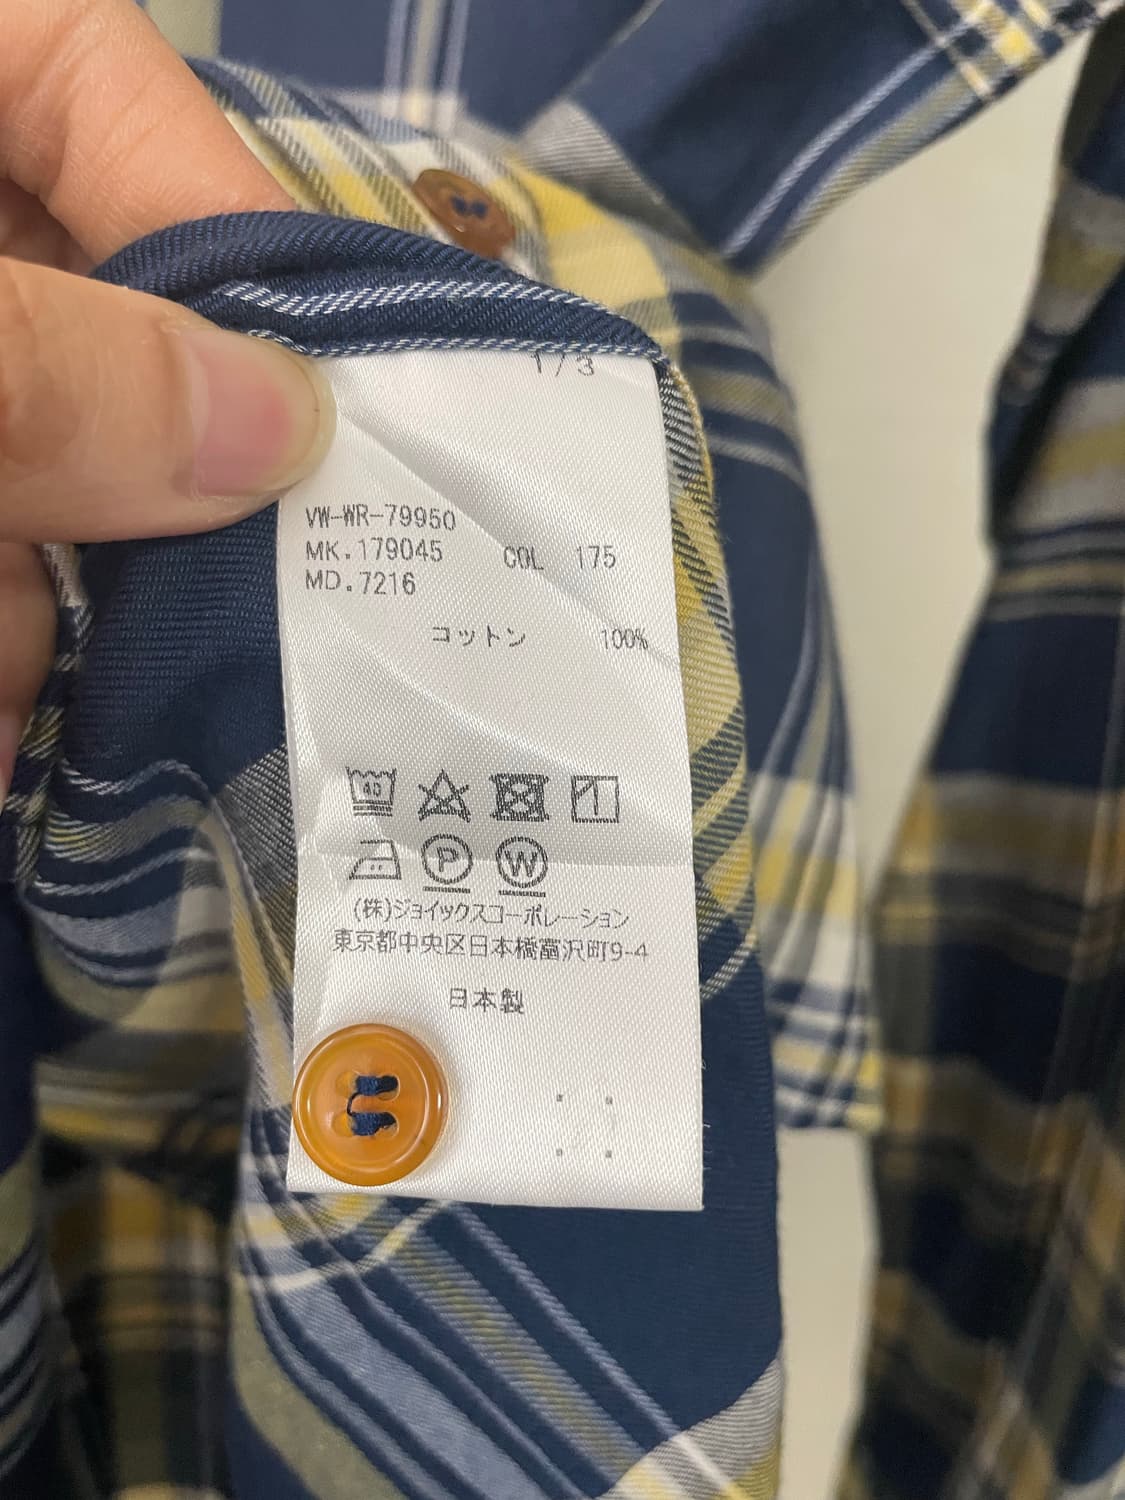 1/3
VW-WR-79950
MK.179045 COL 175
MD.7216
コットン 100%
40
P W
(株)ジョイックスコーポレーション
東京都中央区日本橋富沢町9-4
日本製